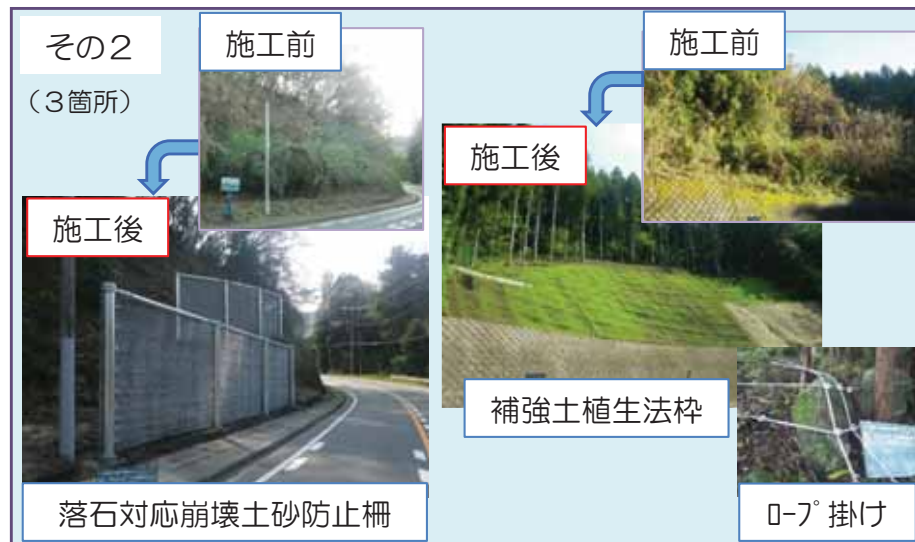 その2
(3箇所)
施工前
施工後
落石対応崩壊土砂防止柵
施工前
施工後
補強土植生法枠
ﾛｰﾌﾟ掛け